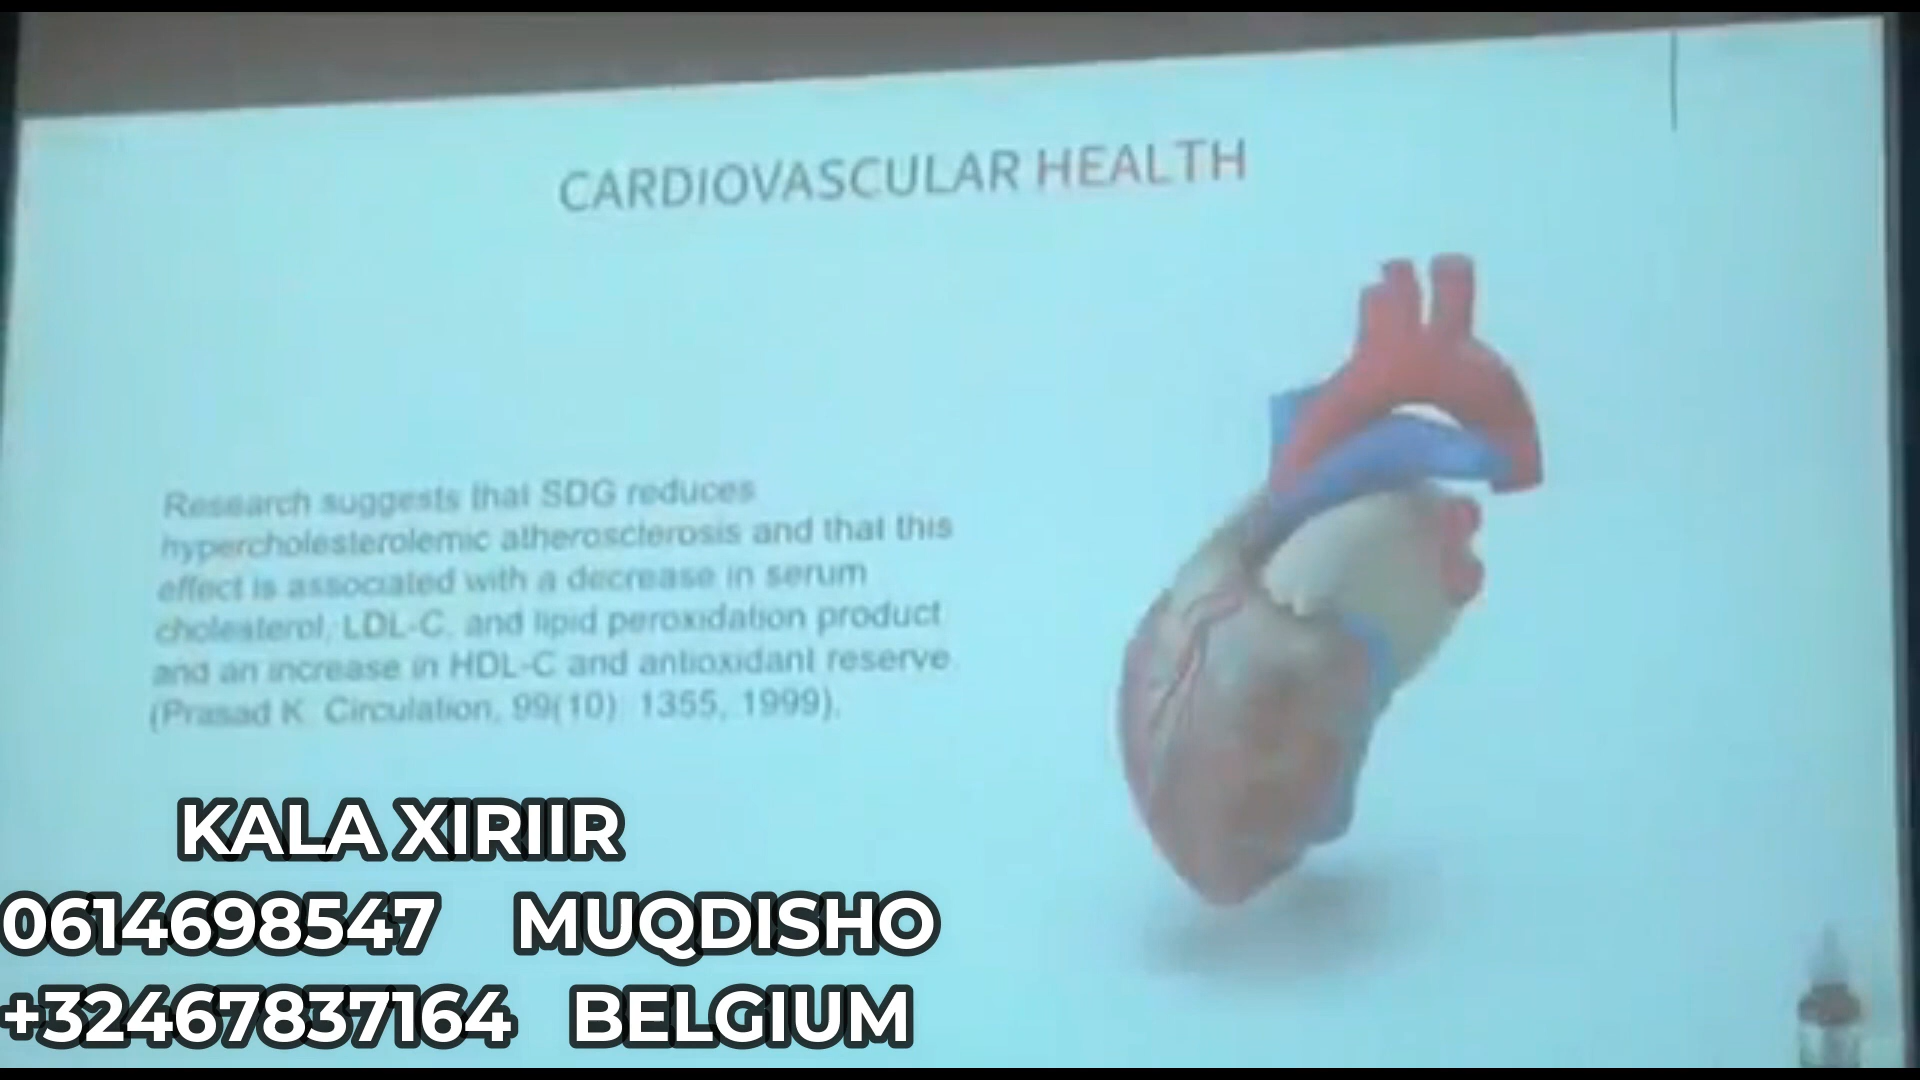 CARDIOVASCULAR HEALTH
Research suggests that SDG reduces
hypercholesterolemic atherosclerosis and that this
effect is associated with a decrease in serum
cholesterol, LDL-C, and lipid peroxidation product
and an increase in HDL-C and antioxidant reserve
(Prasad K. Circulation, 99(10): 1355, 1999).
KALA XIRIIR
0614698547 MUQDISHO
+32467837164 BELGIUM